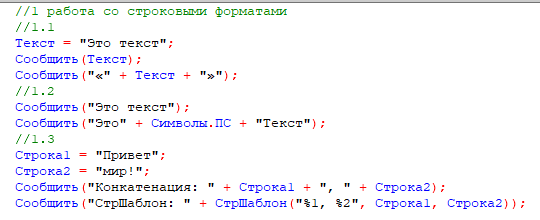 //1 работа со строковыми форматами
//1.1
Текст = "Это текст";
Сообщить(Текст);
Сообщить("«" + Текст + "»");
//1.2
Сообщить("Это текст");
Сообщить("Это" + Символы.ПС + "Текст");
//1.3
Строка1 = "Привет";
Строка2 = "мир!";
Сообщить("Конкатенация: " + Строка1 + ", " + Строка2);
Сообщить("СтрШаблон: " + СтрШаблон("%1, %2", Строка1, Строка2));